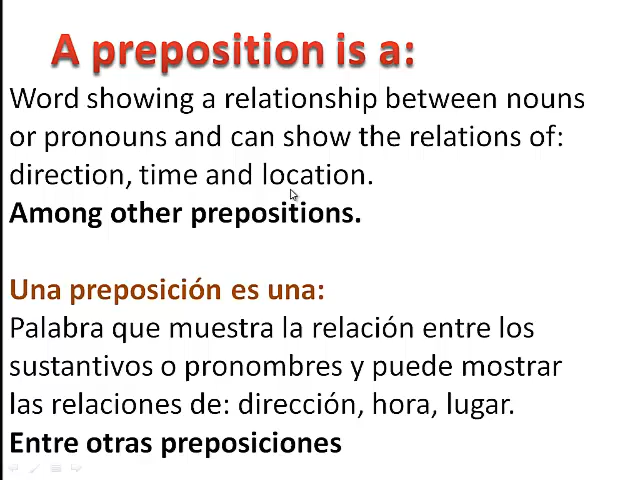 A preposition is a:
Word showing a relationship between nouns
or pronouns and can show the relations of:
direction, time and location.
Among other prepositions.
Una preposición es una:
Palabra que muestra la relación entre los
sustantivos o pronombres y puede mostrar
las relaciones de: dirección, hora, lugar.
Entre otras preposiciones